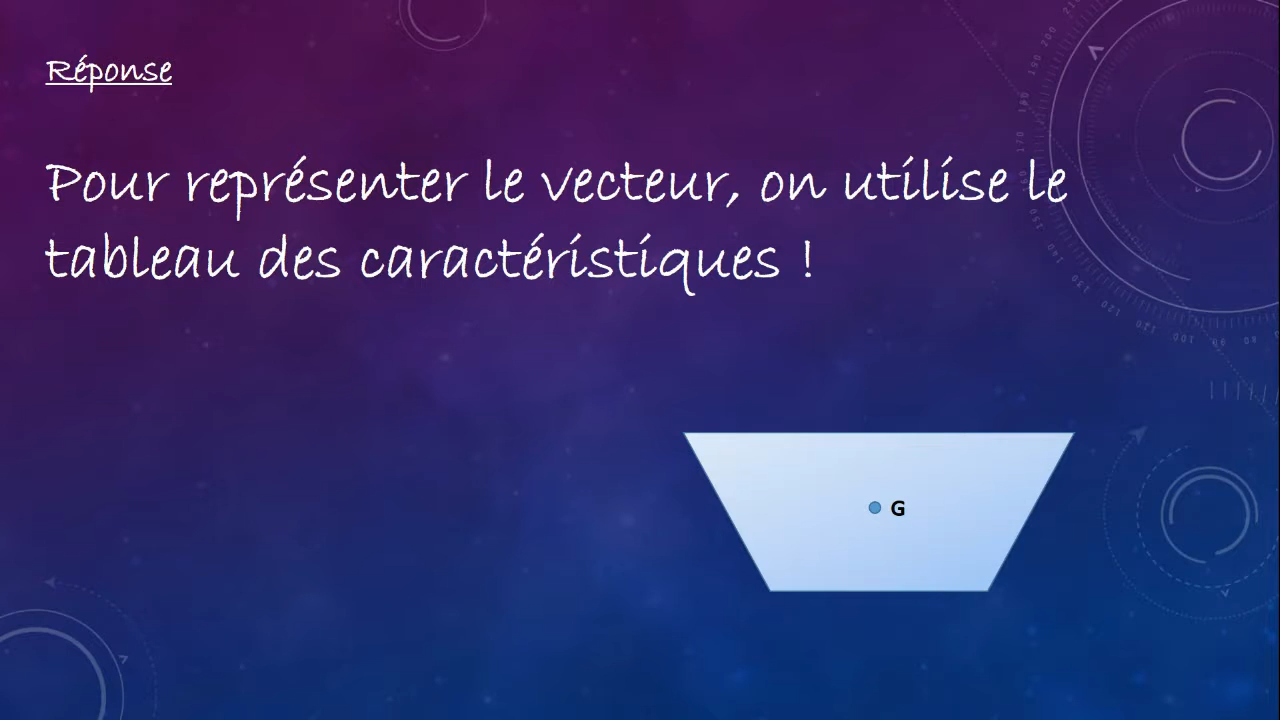 Réponse
Pour représenter le vecteur, on utilise le
tableau des caractéristiques !
G